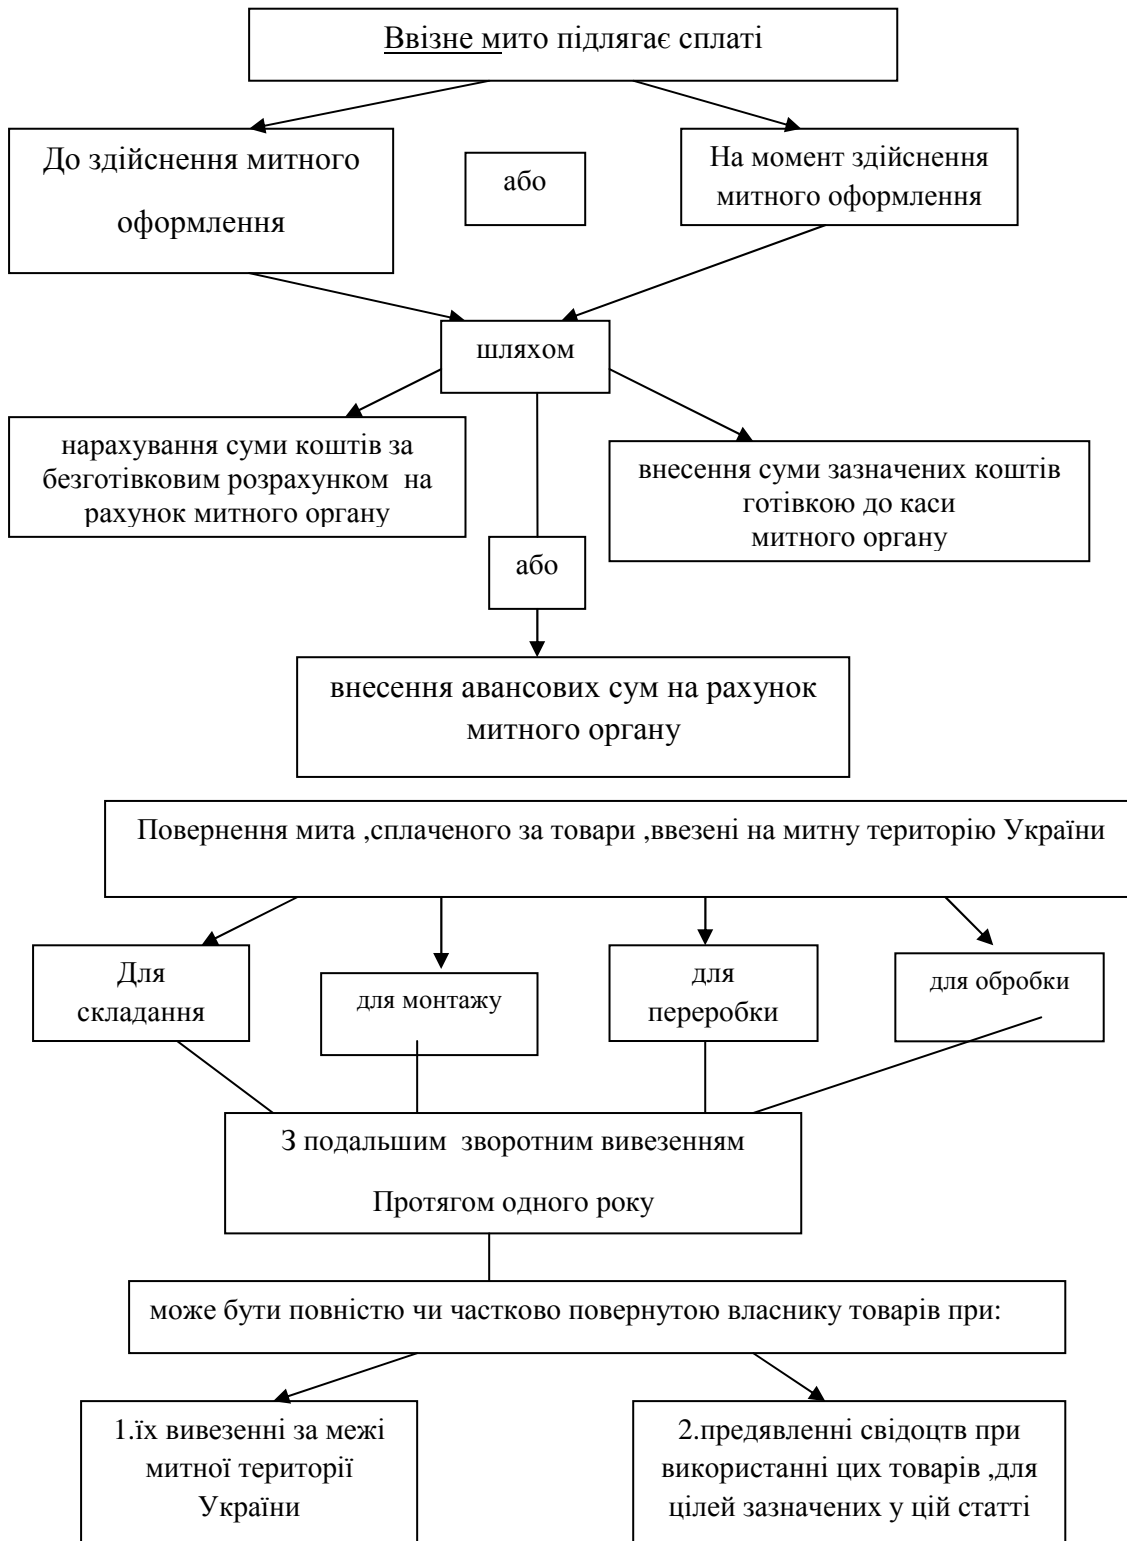 Ввізне мито підлягає сплаті
До здійснення митного
оформлення
або
На момент здійснення
митного оформлення
шляхом
нарахування суми коштів за
безготівковим розрахунком на
рахунок митного органу
внесення суми зазначених коштів
готівкою до каси
митного органу
або
внесення авансових сум на рахунок
митного органу
Повернення мита ,сплаченого за товари ,ввезені на митну територію України
Для
складання
для монтажу
для
переробки
для обробки
З подальшим зворотним вивезенням
Протягом одного року
може бути повністю чи частково повернутою власнику товарів при:
1.їх вивезенні за межі
митної території
України
2.предявленні свідоцтв при
використанні цих товарів ,для
цілей зазначених у цій статті